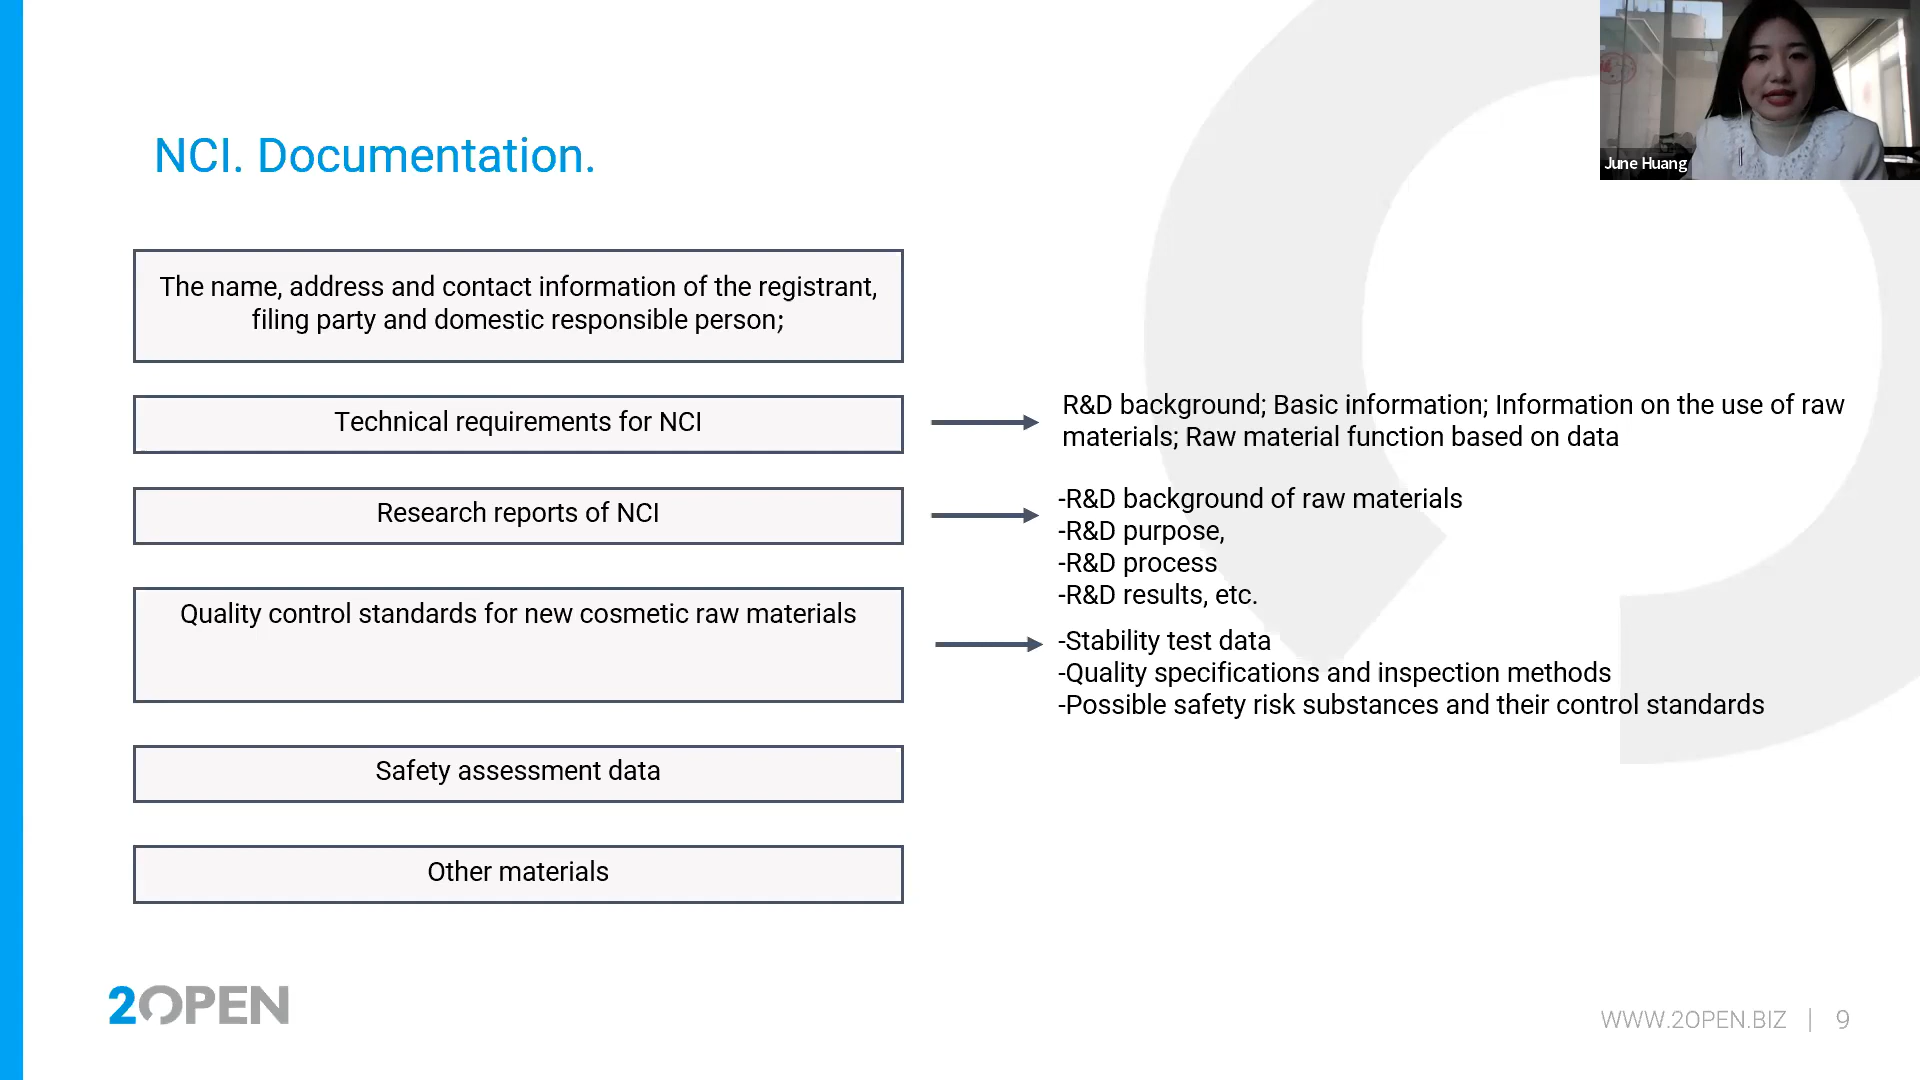 June Huang
NCI. Documentation.
The name, address and contact information of the registrant,
filing party and domestic responsible person;
Technical requirements for NCI
R&D background; Basic information; Information on the use of raw
materials; Raw material function based on data
Research reports of NCI
-R&D background of raw materials
-R&D purpose,
-R&D process
-R&D results, etc.
Quality control standards for new cosmetic raw materials
-Stability test data
-Quality specifications and inspection methods
-Possible safety risk substances and their control standards
Safety assessment data
Other materials
2OPEN
WWW.2OPEN.BIZ | 9